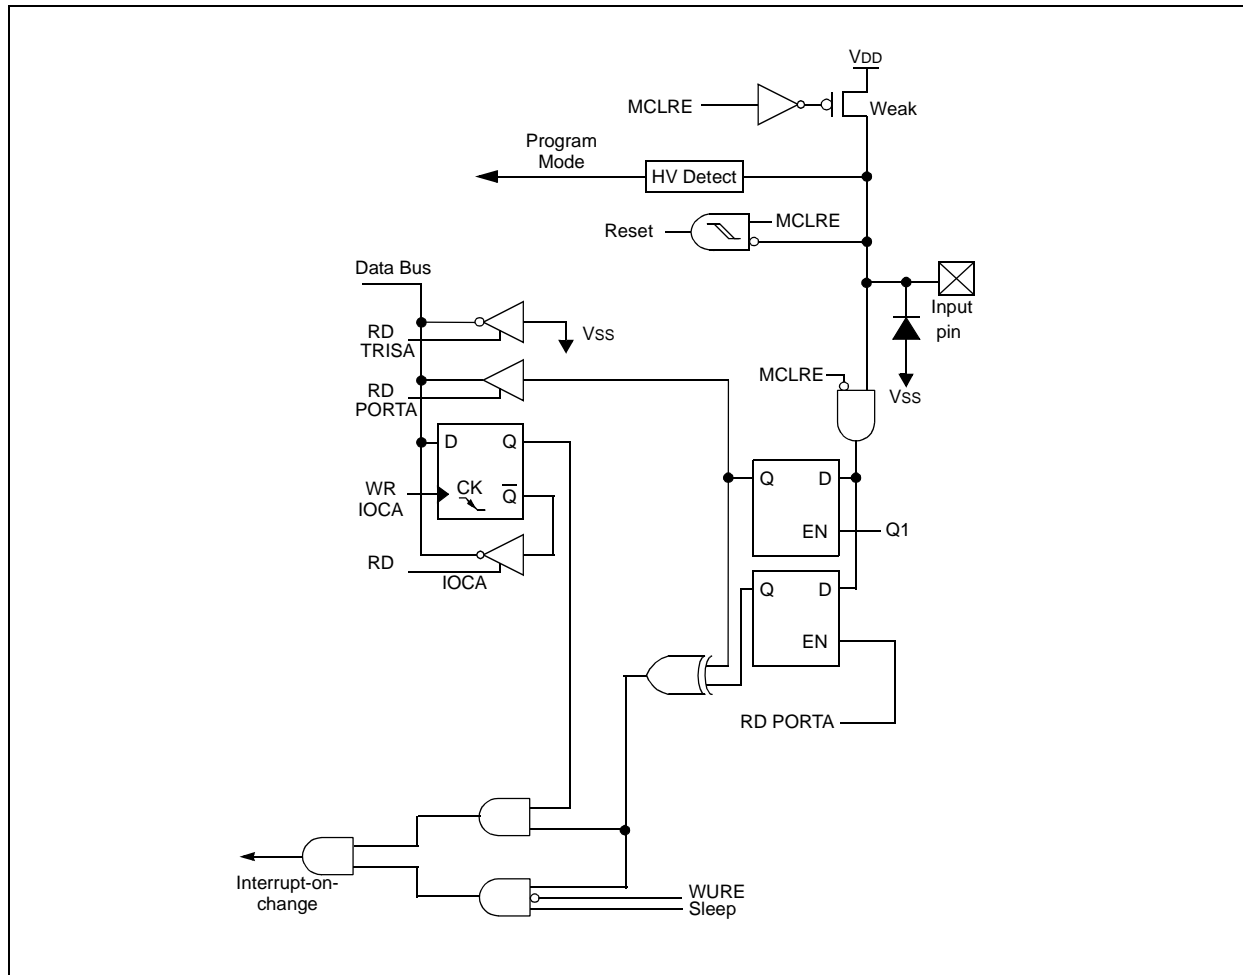 VDD
MCLRE
Weak
Program
Mode
HV Detect
MCLRE
Reset
Data Bus
Input
pin
RD
TRISA
VSS
MCLRE
VSS
RD
PORTA
D Q
Q D
WR
IOCA
CK
Q
EN
Q1
RD
IOCA
Q D
EN
RD PORTA
Interrupt-on-
change
WURE
Sleep